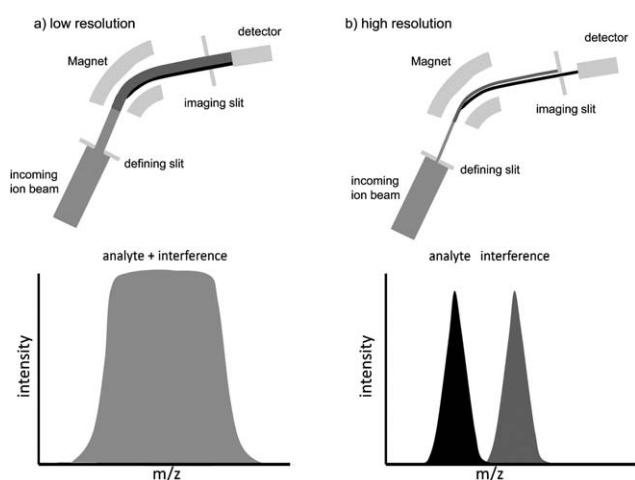 a) low resolution
Magnet
detector
imaging slit
defining slit
incoming
ion beam
analyte + interference
intensity
m/z
b) high resolution
detector
Magnet
imaging slit
defining slit
incoming
ion beam
analyte interference
intensity
m/z